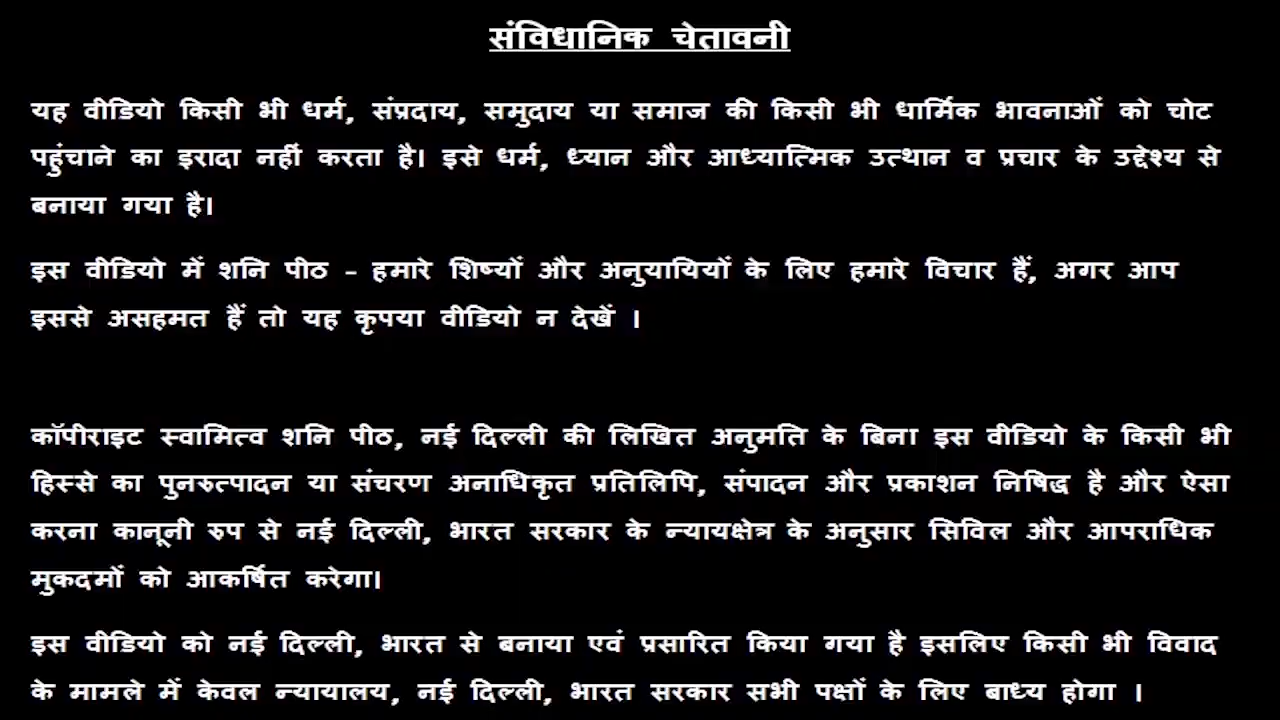 संविधानिक चेतावनी
यह वीडियो किसी भी धर्म, संप्रदाय, समुदाय या समाज की किसी भी धार्मिक भावनाओं को चोट
पहुंचाने का इरादा नहीं करता है। इसे धर्म, ध्यान और आध्यात्मिक उत्थान व प्रचार के उद्देश्य से
बनाया गया है।
इस वीडियो में शनि पीठ – हमारे शिष्यों और अनुयायियों के लिए हमारे विचार हैं, अगर आप
इससे असहमत हैं तो यह कृपया वीडियो न देखें ।
कॉपीराइट स्वामित्व शनि पीठ, नई दिल्ली की लिखित अनुमति के बिना इस वीडियो के किसी भी
हिस्से का पुनरुत्पादन या संचरण अनाधिकृत प्रतिलिपि, संपादन और प्रकाशन निषिद्ध है और ऐसा
करना कानूनी रुप से नई दिल्ली, भारत सरकार के न्यायक्षेत्र के अनुसार सिविल और आपराधिक
मुकदमों को आकर्षित करेगा।
इस वीडियो को नई दिल्ली, भारत से बनाया एवं प्रसारित किया गया है इसलिए किसी भी विवाद
के मामले में केवल न्यायालय, नई दिल्ली, भारत सरकार सभी पक्षों के लिए बाध्य होगा ।